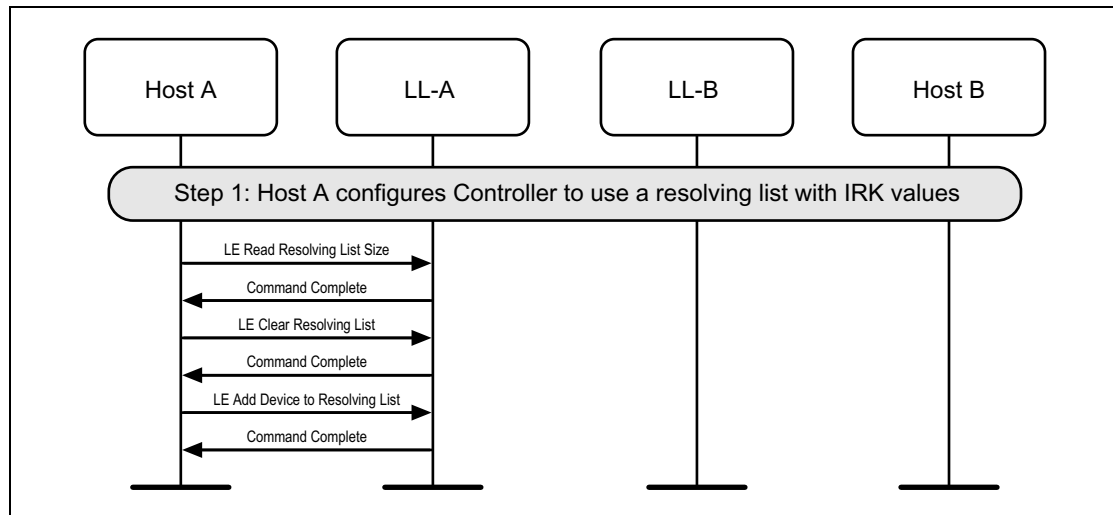 Host A
LL-A
LL-B
Host B
Step 1: Host A configures Controller to use a resolving list with IRK values
LE Read Resolving List Size
Command Complete
LE Clear Resolving List
Command Complete
LE Add Device to Resolving List
Command Complete